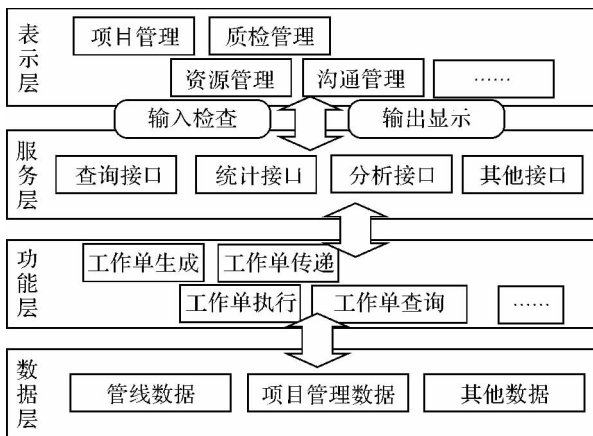 表示层
项目管理
质检管理
资源管理
沟通管理
……
输入检查
输出显示
服务层
查询接口
统计接口
分析接口
其他接口
功能层
工作单生成
工作单传递
工作单执行
工作单查询
……
数据层
管线数据
项目管理数据
其他数据